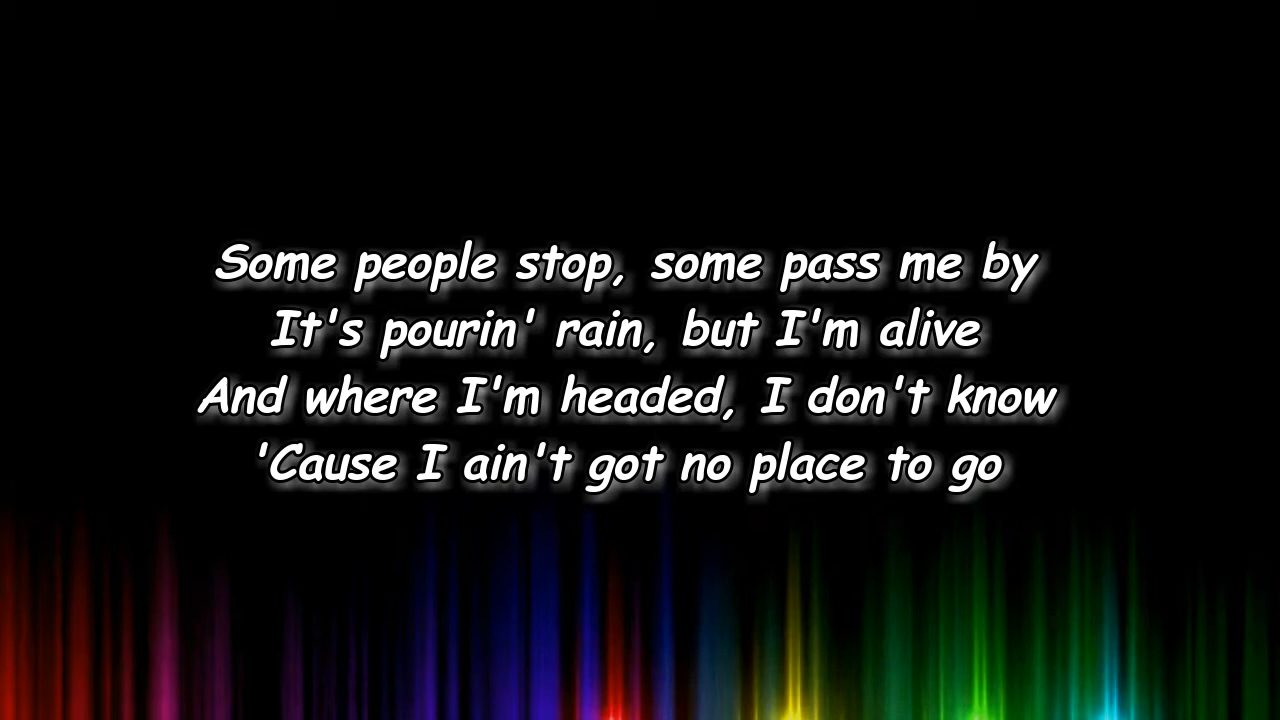 Some people stop, some pass me by
It's pourin' rain, but I'm alive
And where I'm headed, I don't know
'Cause I ain't got no place to go